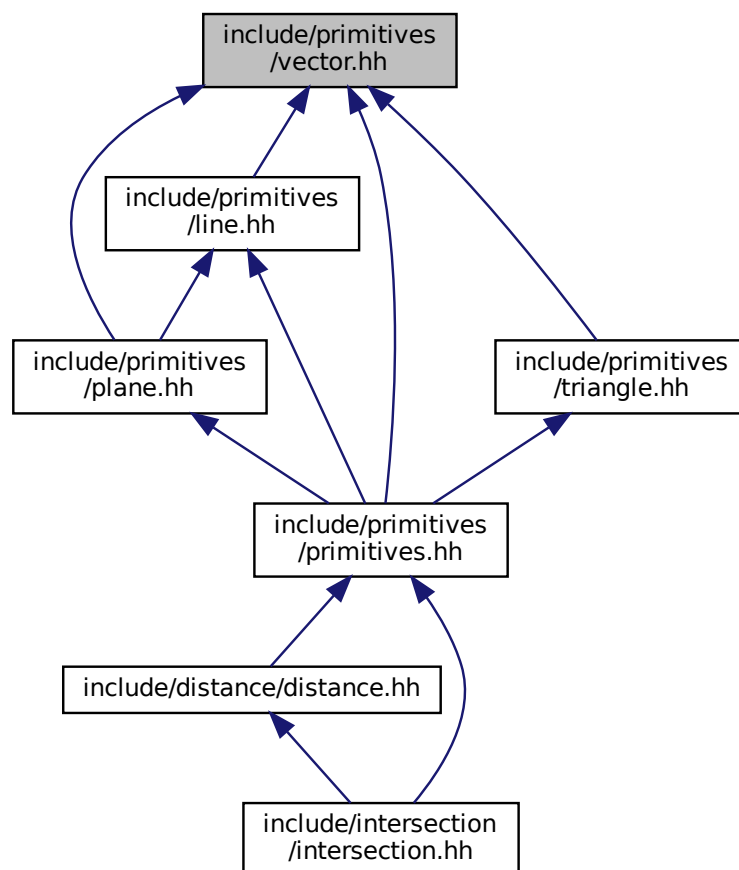 include/primitives
/vector.hh
include/primitives
/line.hh
include/primitives
/plane.hh
include/primitives
/triangle.hh
include/primitives
/primitives.hh
include/distance/distance.hh
include/intersection
/intersection.hh